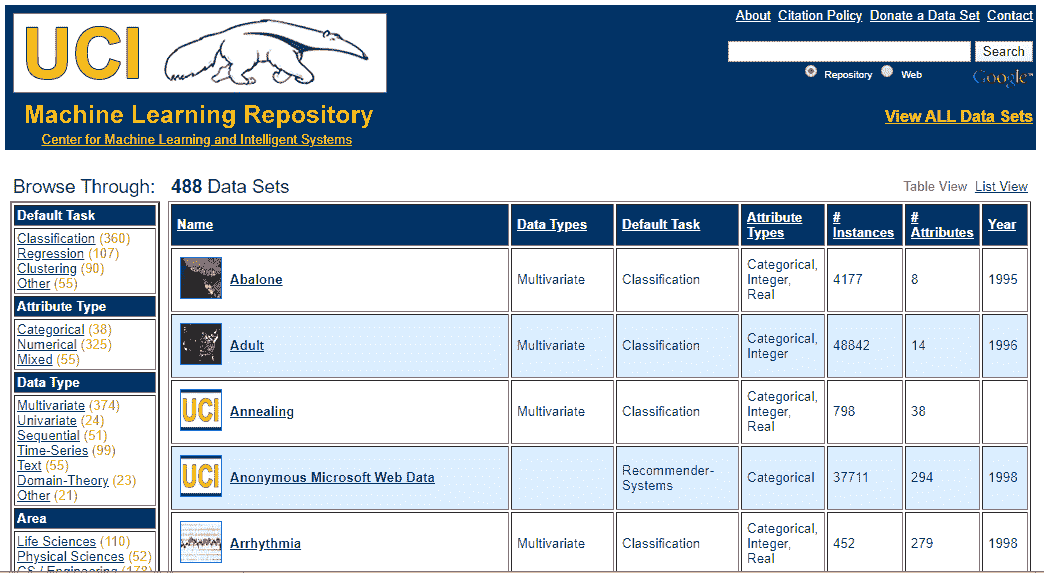 About Citation Policy Donate a Data Set Contact
UCI
Search
Repository Web
Google™
Machine Learning Repository
View ALL Data Sets
Center for Machine Learning and Intelligent Systems
Browse Through:
488 Data Sets
Table View List View
Default Task
Classification (360)
Regression (107)
Clustering (90)
Other (55)
Attribute Type
Categorical (38)
Numerical (325)
Mixed (55)
Data Type
Multivariate (374)
Univariate (24)
Sequential (51)
Time-Series (99)
Text (55)
Domain-Theory (23)
Other (21)
Area
Life Sciences (110)
Physical Sciences (52)
CS / Engineering (178)
Name
Data Types
Default Task
Attribute
Types
#
Instances
#
Attributes
Year
Abalone
Multivariate
Classification
Categorical,
Integer,
Real
4177
8
1995
Adult
Multivariate
Classification
Categorical,
Integer
48842
14
1996
UCI
Annealing
Multivariate
Classification
Categorical,
Integer,
Real
798
38
UCI
Anonymous Microsoft Web Data
Recommender-
Systems
Categorical
37711
294
1998
Arrhythmia
Multivariate
Classification
Categorical,
Integer,
Real
452
279
1998